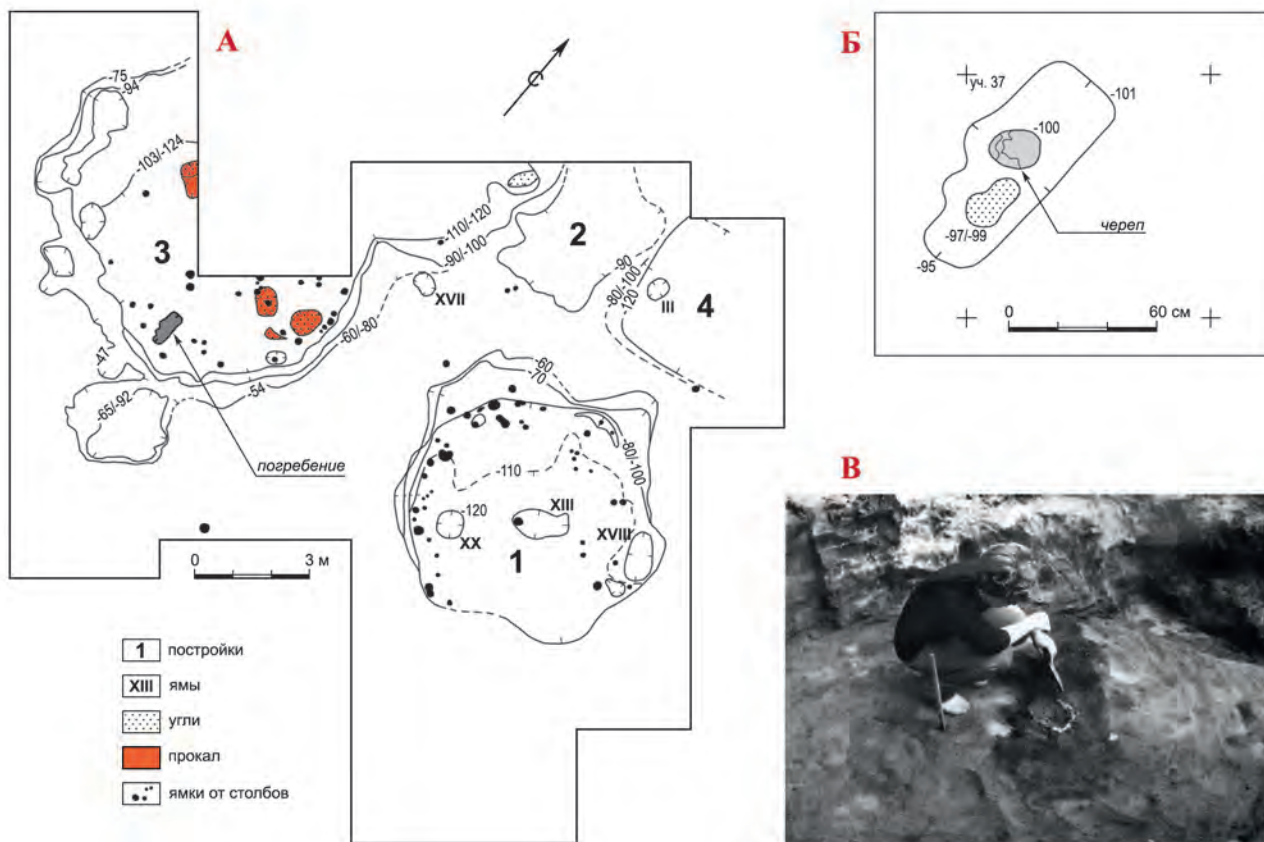 А
С
-75
-94
-103/-124
3
-110/-120
-90/-100
2
-90
-80/-100
-120
III
4
XVII
-60/-80
-47
-54
-65/-92
погребение
-60
-70
-80/-100
-110
-120
XX
XIII
XVIII
1
0 3 м
1 постройки
XIII ямы
угли
прокал
ямки от столбов
Б
уч. 37
-101
-100
-97/-99
череп
-95
0 60 см
В